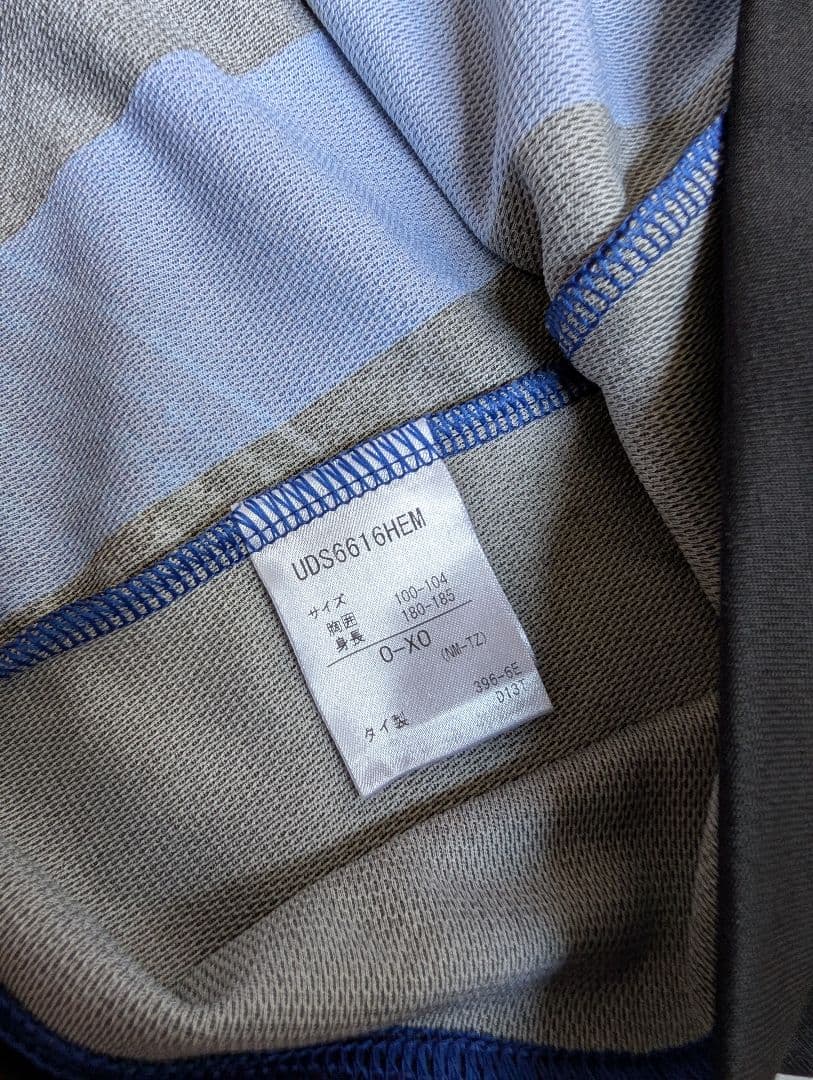 UDS6616HEM
サイズ
胸囲 100-104
身長 180-185
O-XO (NM-TZ)
396-6E
D13T
タイ製